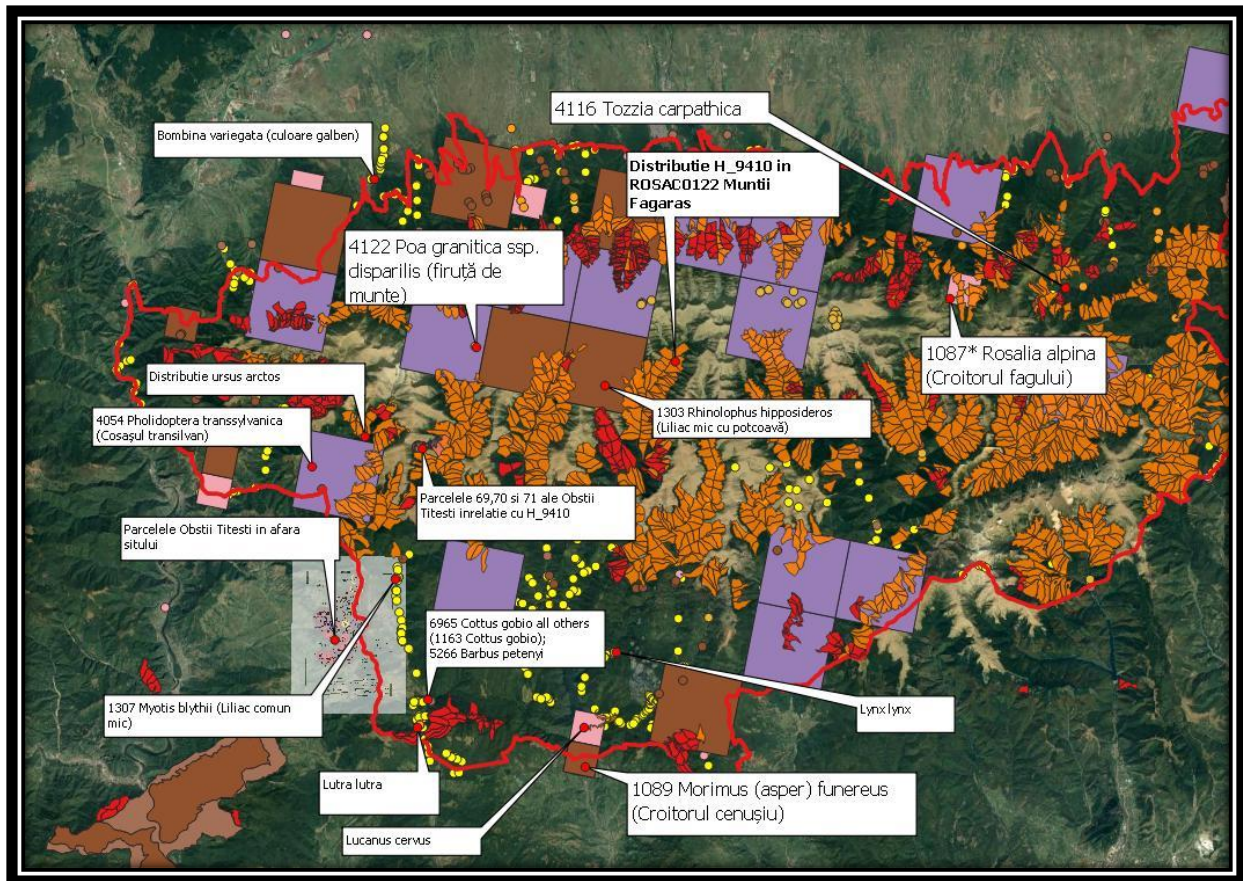 4116 Tozzia carpathica
Bombina variegata (culoare galben)
Distributie H_9410 in
ROSAC0122 Muntii
Fagaras
4122 Poa granitica ssp.
disparilis (firuță de
munte)
1087* Rosalia alpina
(Croitorul fagului)
Distributie ursus arctos
4054 Pholidoptera transsylvanica
(Cosașul transilvan)
1303 Rhinolophus hipposideros
(Liliac mic cu potcoavă)
Parcelele 69,70 si 71 ale Obstii
Titesti inrelatie cu H_9410
Parcelele Obstii Titesti in afara
sitului
6965 Cottus gobio all others
(1163 Cottus gobio);
5266 Barbus petenyi
1307 Myotis blythii (Liliac comun
mic)
Lynx lynx
Lutra lutra
1089 Morimus (asper) funereus
(Croitorul cenușiu)
Lucanus cervus